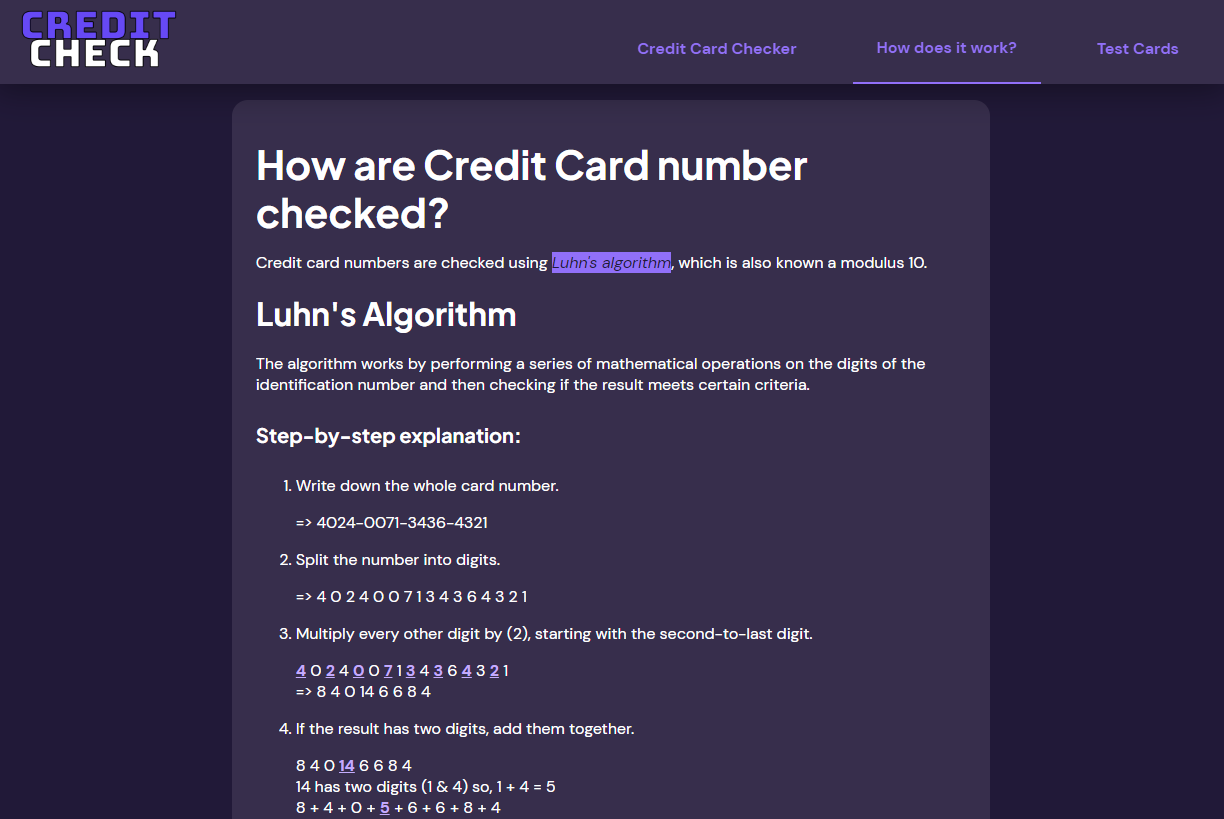 CREDIT
CHECK
Credit Card Checker How does it work? Test Cards
How are Credit Card number
checked?
Credit card numbers are checked using Luhn's algorithm, which is also known a modulus 10.
Luhn's Algorithm
The algorithm works by performing a series of mathematical operations on the digits of the
identification number and then checking if the result meets certain criteria.
Step-by-step explanation:
1. Write down the whole card number.
=> 4024-0071-3436-4321
2. Split the number into digits.
=> 4 0 2 4 0 0 7 1 3 4 3 6 4 3 2 1
3. Multiply every other digit by (2), starting with the second-to-last digit.
4 0 2 4 0 0 7 1 3 4 3 6 4 3 2 1
=> 8 4 0 14 6 6 8 4
4. If the result has two digits, add them together.
8 4 0 14 6 6 8 4
14 has two digits (1 & 4) so, 1 + 4 = 5
8 + 4 + 0 + 5 + 6 + 6 + 8 + 4